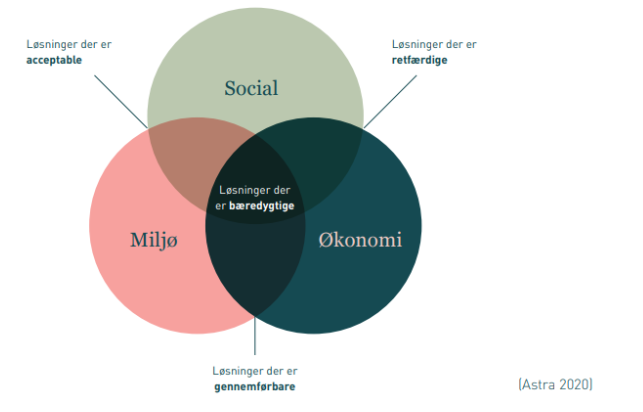 Løsninger der er
acceptable
Løsninger der er
retfærdige
Social
Løsninger der
er bæredygtige
Miljø
Økonomi
Løsninger der er
gennemførbare
(Astra 2020)